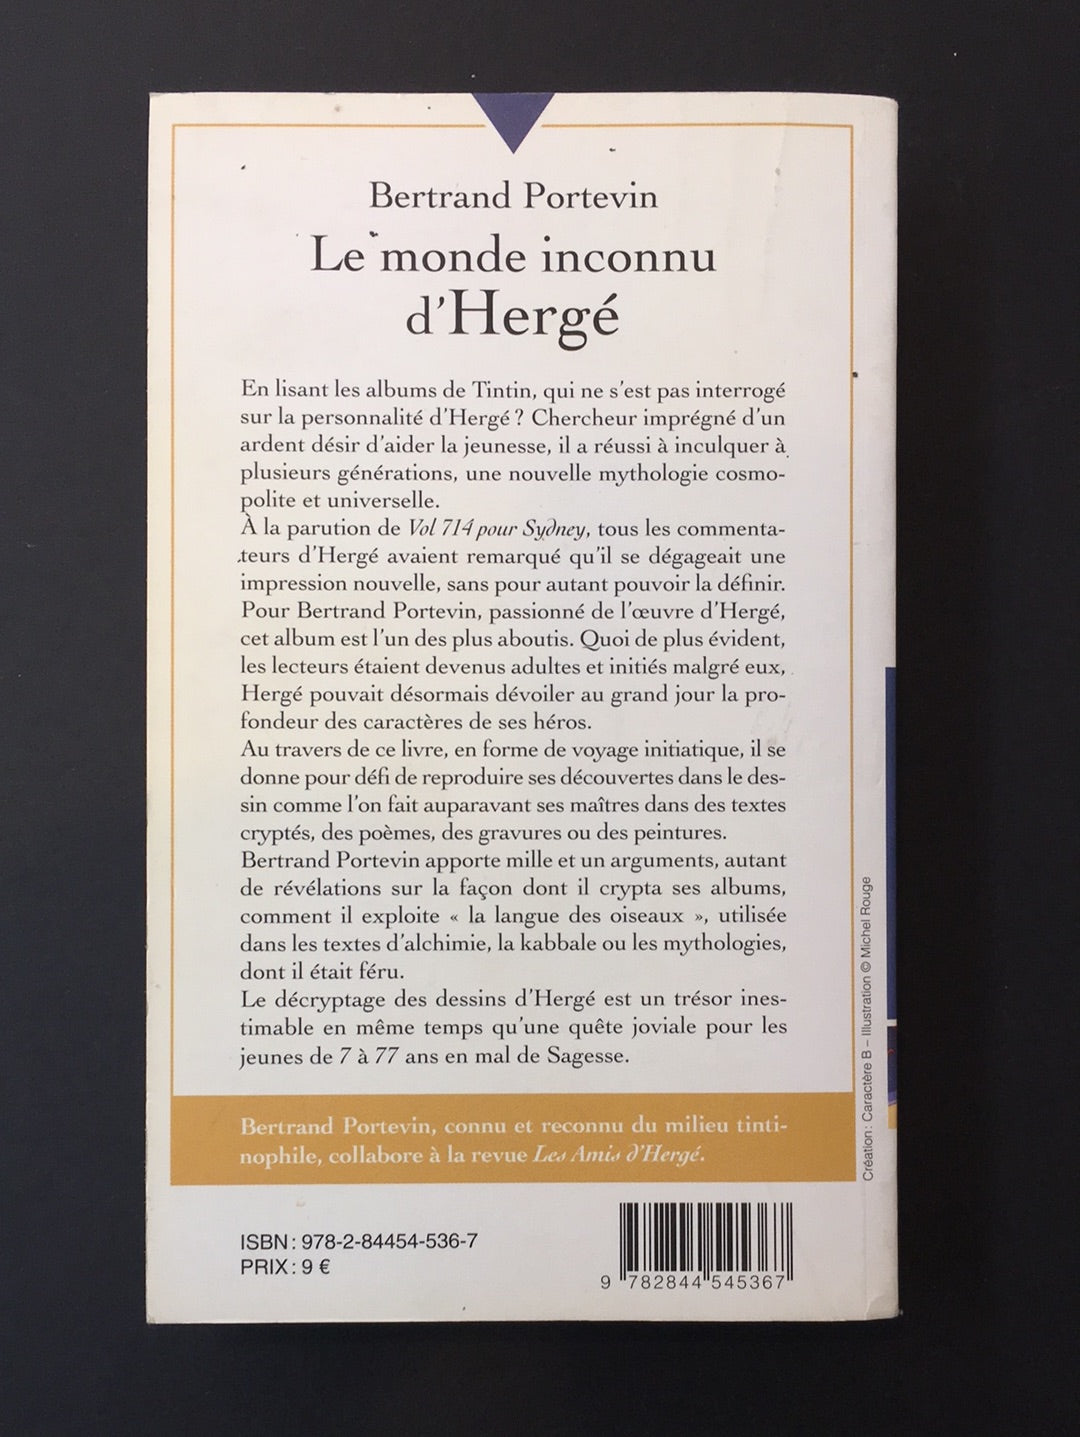 Bertrand Portevin
Le monde inconnu
d'Hergé
En lisant les albums de Tintin, qui ne s'est pas interrogé
sur la personnalité d'Hergé ? Chercheur imprégné d'un
ardent désir d'aider la jeunesse, il a réussi à inculquer à
plusieurs générations, une nouvelle mythologie cosmo-
polite et universelle.
À la parution de Vol 714 pour Sydney, tous les commenta-
teurs d'Hergé avaient remarqué qu'il se dégageait une
impression nouvelle, sans pour autant pouvoir la définir.
Pour Bertrand Portevin, passionné de l'œuvre d'Hergé,
cet album est l'un des plus aboutis. Quoi de plus évident,
les lecteurs étaient devenus adultes et initiés malgré eux,
Hergé pouvait désormais dévoiler au grand jour la pro-
fondeur des caractères de ses héros.
Au travers de ce livre, en forme de voyage initiatique, il se
donne pour défi de reproduire ses découvertes dans le des-
sin comme l'on fait auparavant ses maîtres dans des textes
cryptés, des poèmes, des gravures ou des peintures.
Bertrand Portevin apporte mille et un arguments, autant
de révélations sur la façon dont il crypta ses albums,
comment il exploite « la langue des oiseaux », utilisée
dans les textes d'alchimie, la kabbale ou les mythologies,
dont il était féru.
Le décryptage des dessins d'Hergé est un trésor ines-
timable en même temps qu'une quête joviale pour les
jeunes de 7 à 77 ans en mal de Sagesse.
Bertrand Portevin, connu et reconnu du milieu tinti-
nophile, collabore à la revue Les Amis d'Hergé.
ISBN : 978-2-84454-536-7
PRIX : 9 €
9 782844 545367
Création : Caractère B – Illustration © Michel Rouge